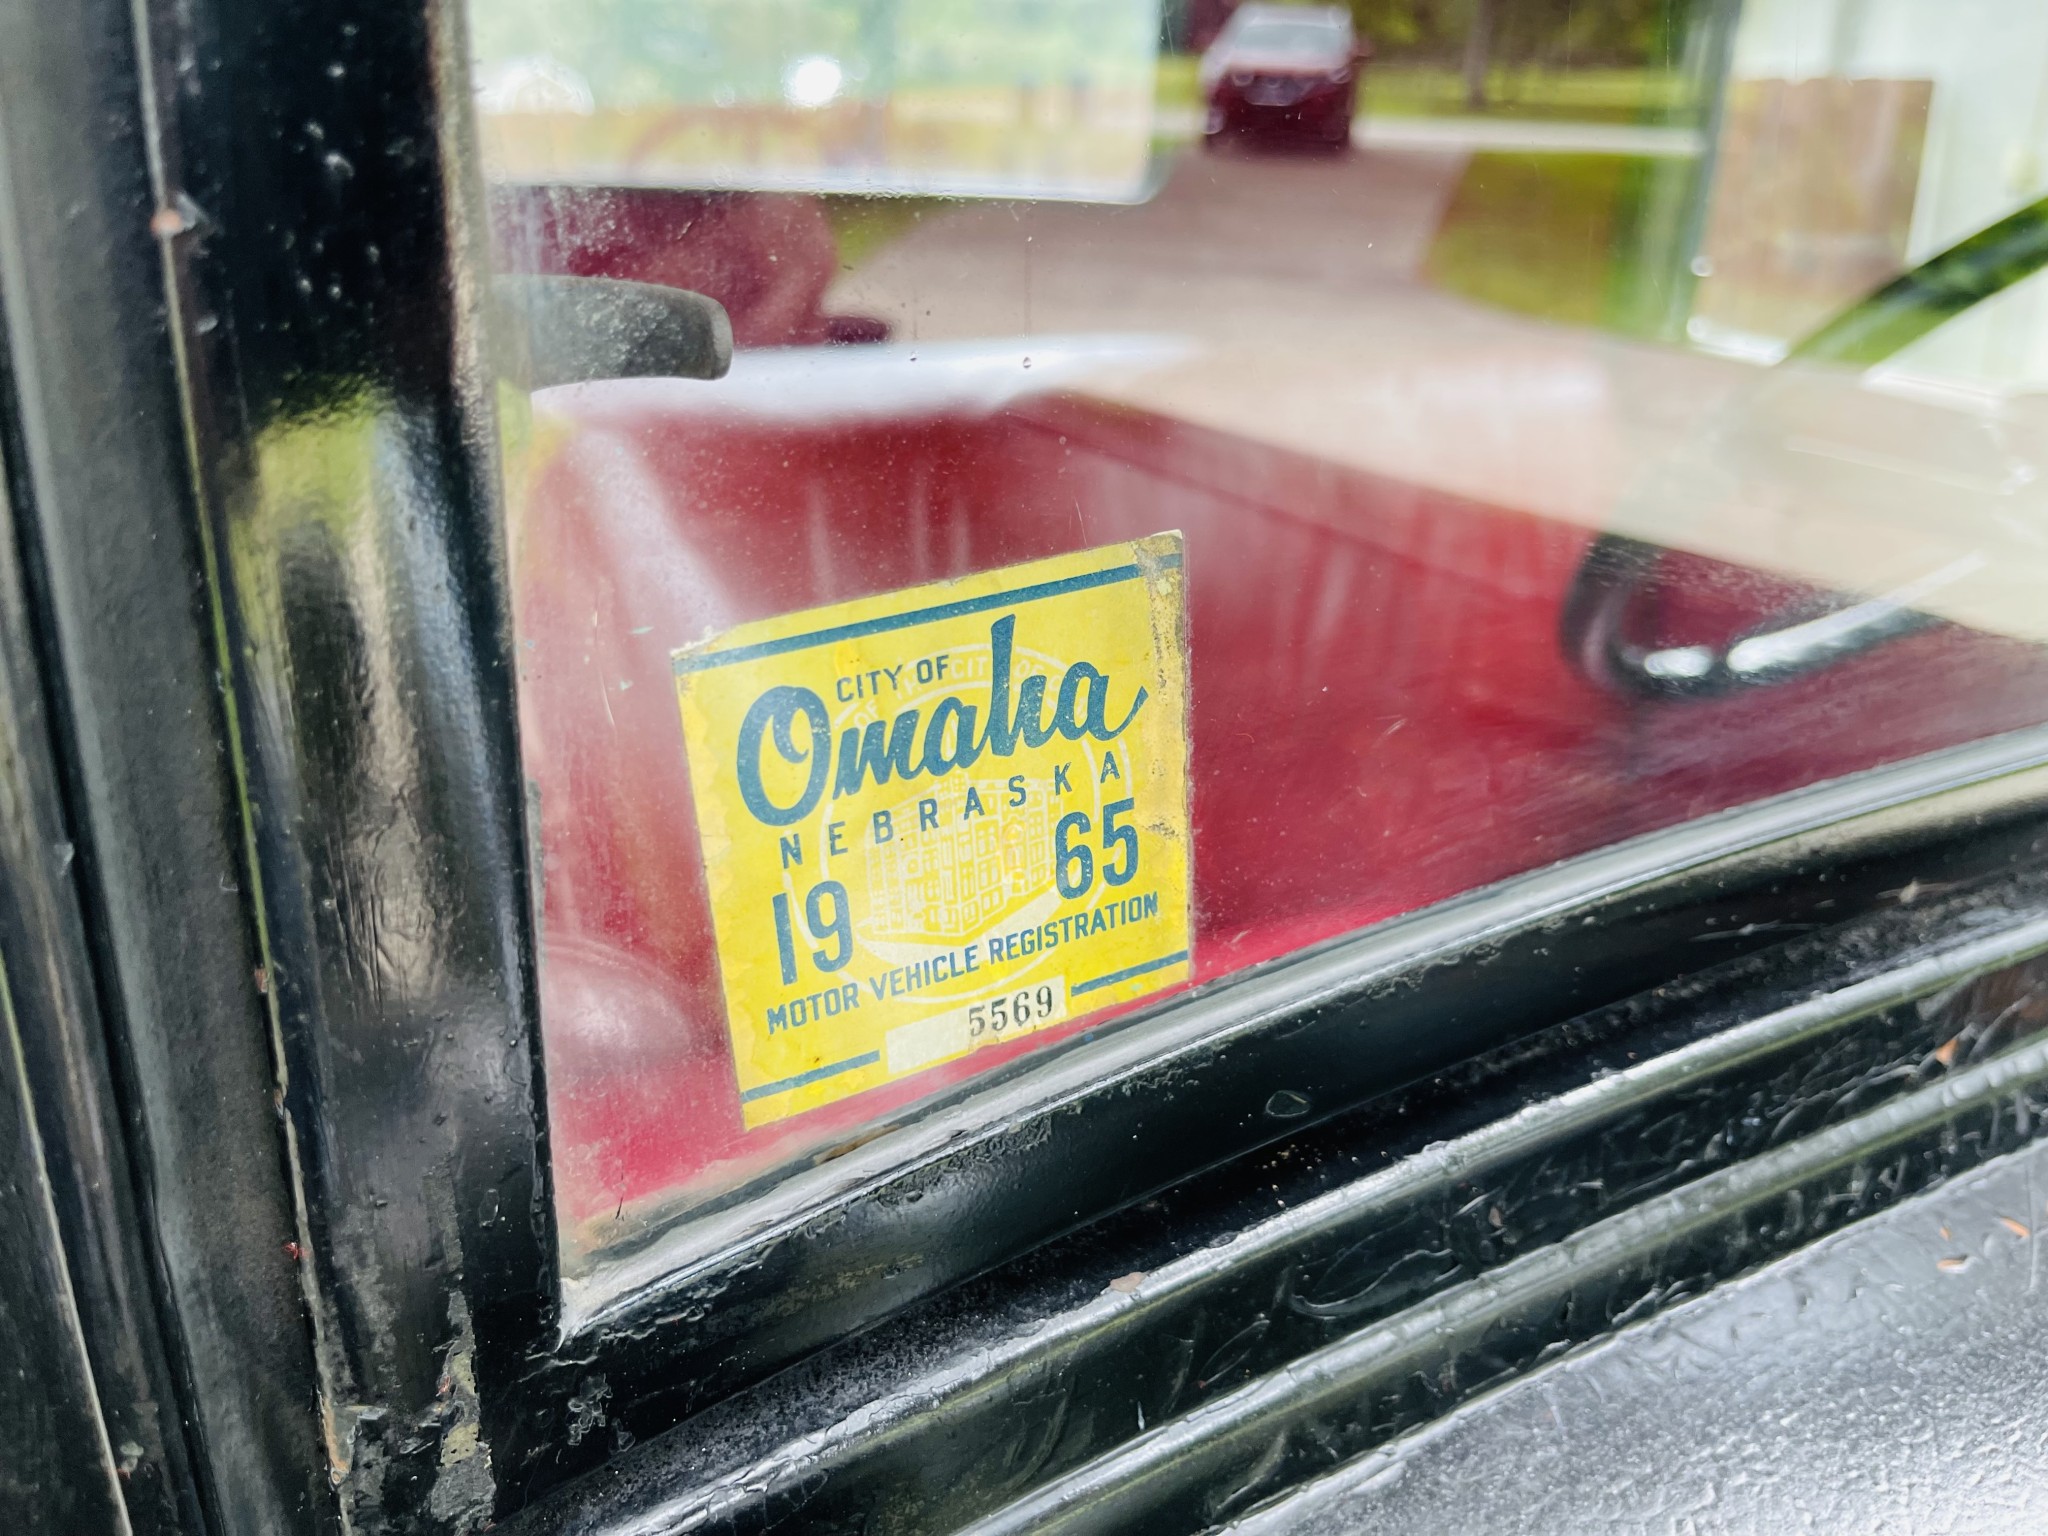 CITY OF
Omaha
NEBRASKA
19 65
MOTOR VEHICLE REGISTRATION
5569